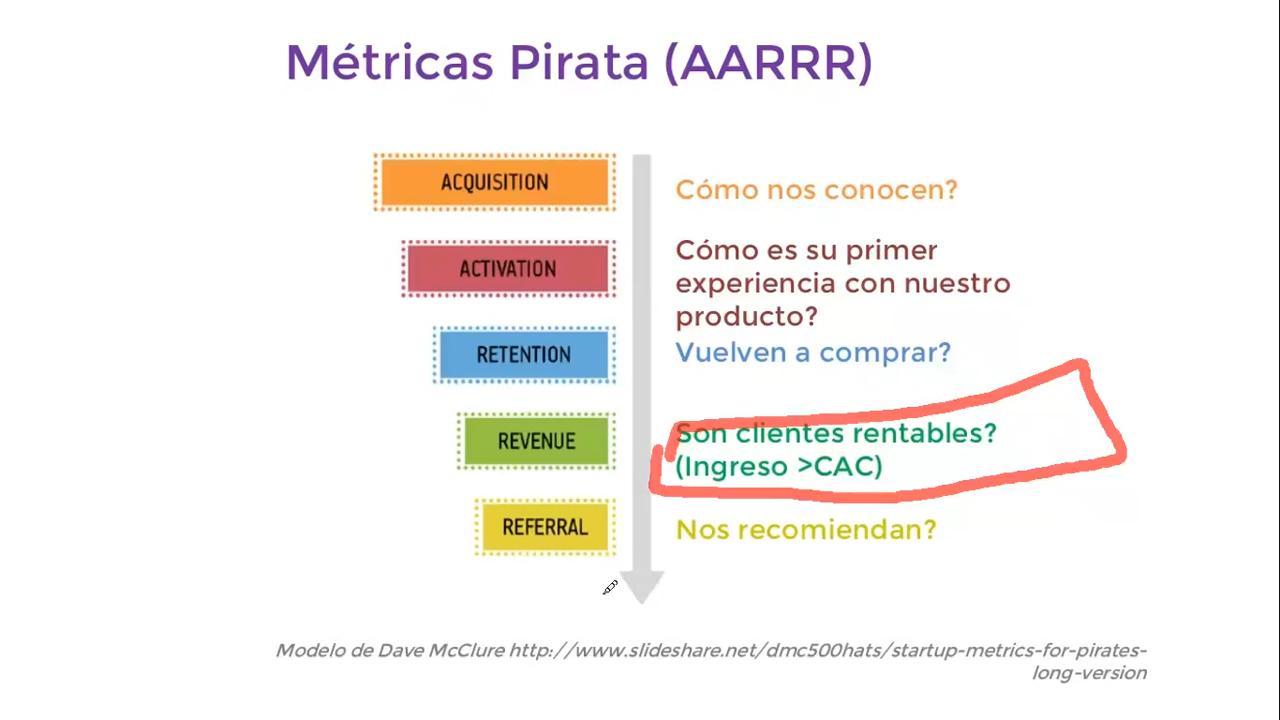 Métricas Pirata (AARRR)
ACQUISITION
Cómo nos conocen?
ACTIVATION
Cómo es su primer
experiencia con nuestro
producto?
RETENTION
Vuelven a comprar?
REVENUE
Son clientes rentables?
(Ingreso >CAC)
REFERRAL
Nos recomiendan?
Modelo de Dave McClure http://www.slideshare.net/dmc500hats/startup-metrics-for-pirates-
long-version